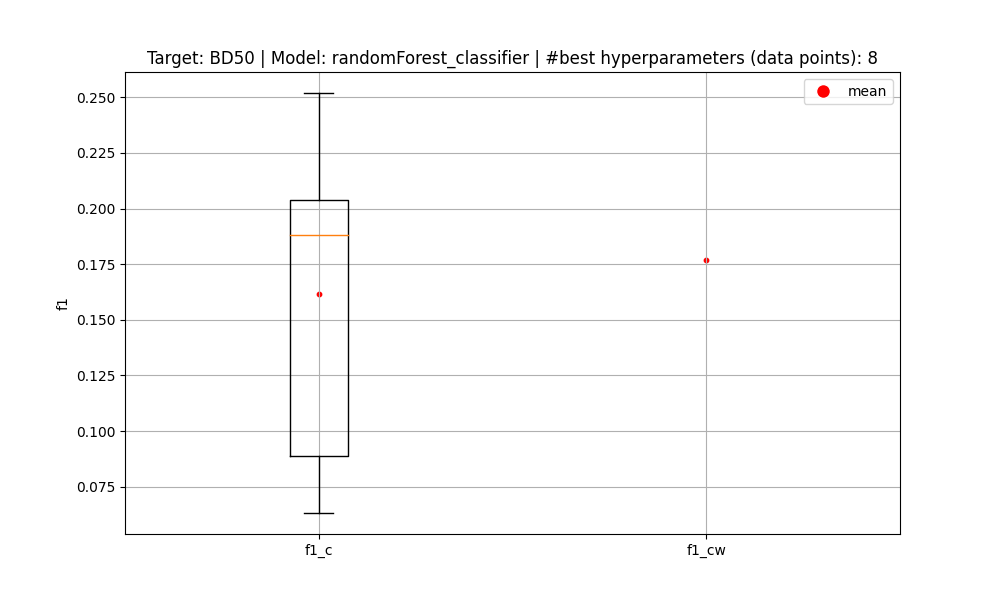 Target: BD50 | Model: randomForest_classifier | #best hyperparameters (data points): 8
mean
0.250
0.225
0.200
0.175
0.150
0.125
0.100
0.075
f1
f1_c
f1_cw